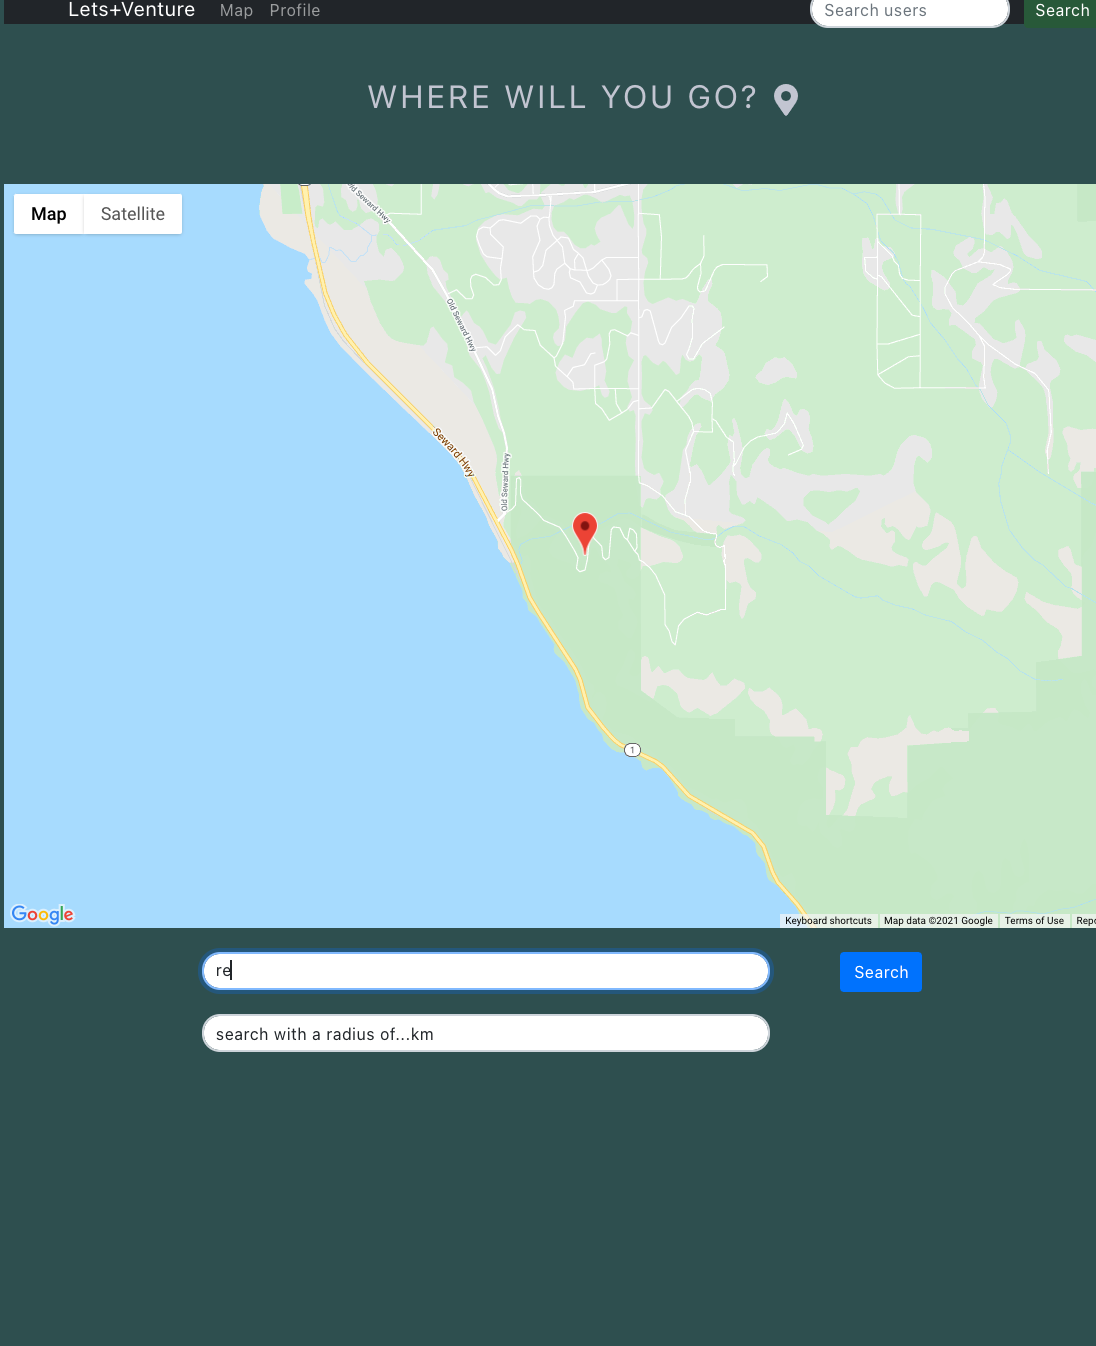 Lets+Venture Map Profile Search users Search
WHERE WILL YOU GO?
Map Satellite
Old Seward Hwy
Old Seward Hwy
Seward Hwy
Old Seward Hwy
1
Google
Keyboard shortcuts Map data ©2021 Google Terms of Use Repo
re
Search
search with a radius of...km